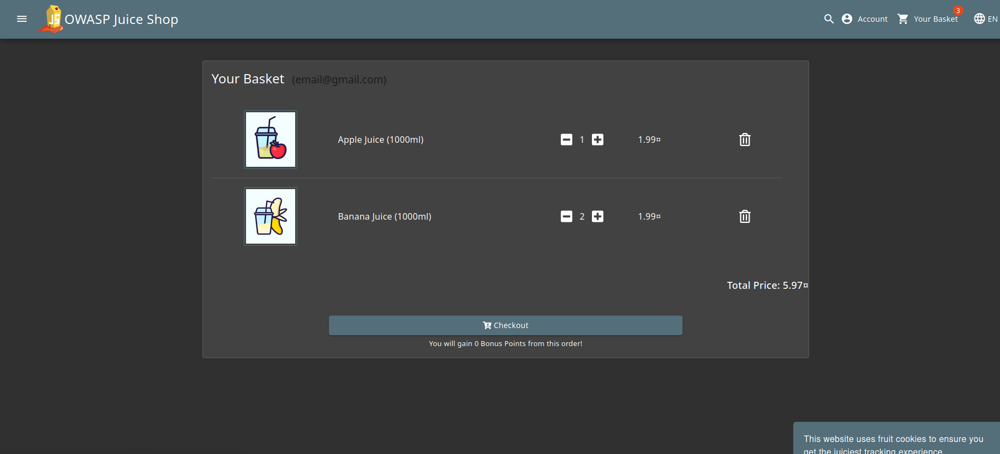 OWASP Juice Shop
Account
Your Basket
3
EN
Your Basket (email@gmail.com)
Apple Juice (1000ml) 1 1.99¤
Banana Juice (1000ml) 2 1.99¤
Total Price: 5.97¤
Checkout
You will gain 0 Bonus Points from this order!
This website uses fruit cookies to ensure you
get the juiciest tracking experience.